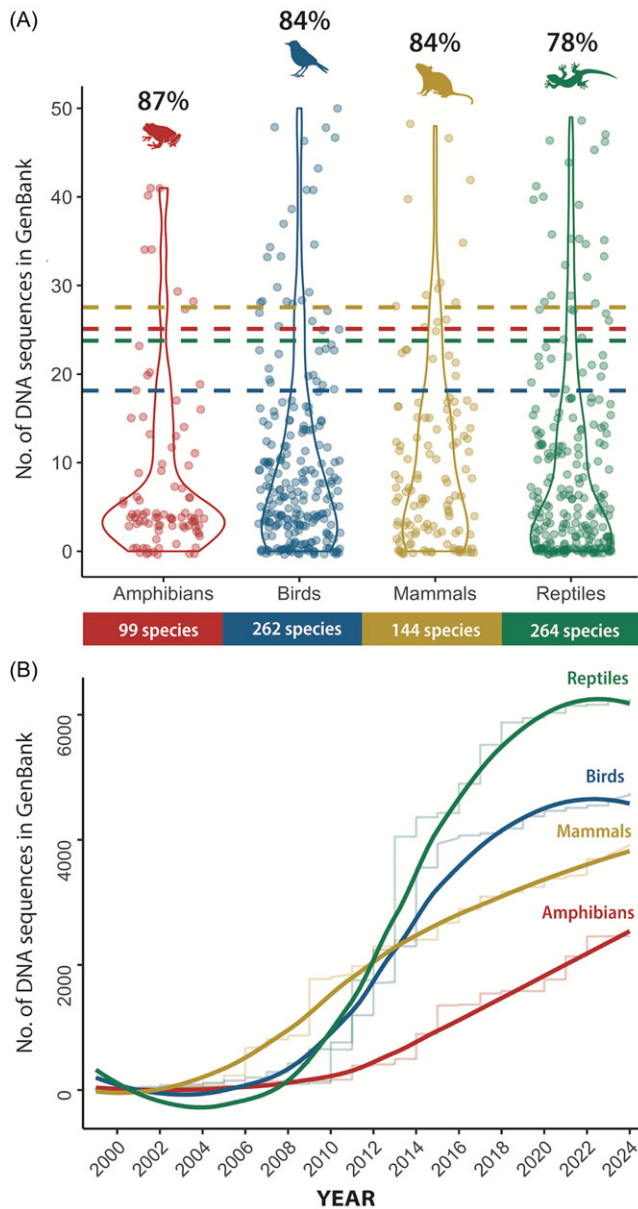 (A)
84%
84%
78%
87%
No. of DNA sequences in GenBank
50
40
30
20
10
0
Amphibians Birds Mammals Reptiles
99 species 262 species 144 species 264 species
(B)
No. of DNA sequences in GenBank
6000
4000
2000
0
Reptiles
Birds
Mammals
Amphibians
2000 2002 2004 2006 2008 2010 2012 2014 2016 2018 2020 2022 2024
YEAR